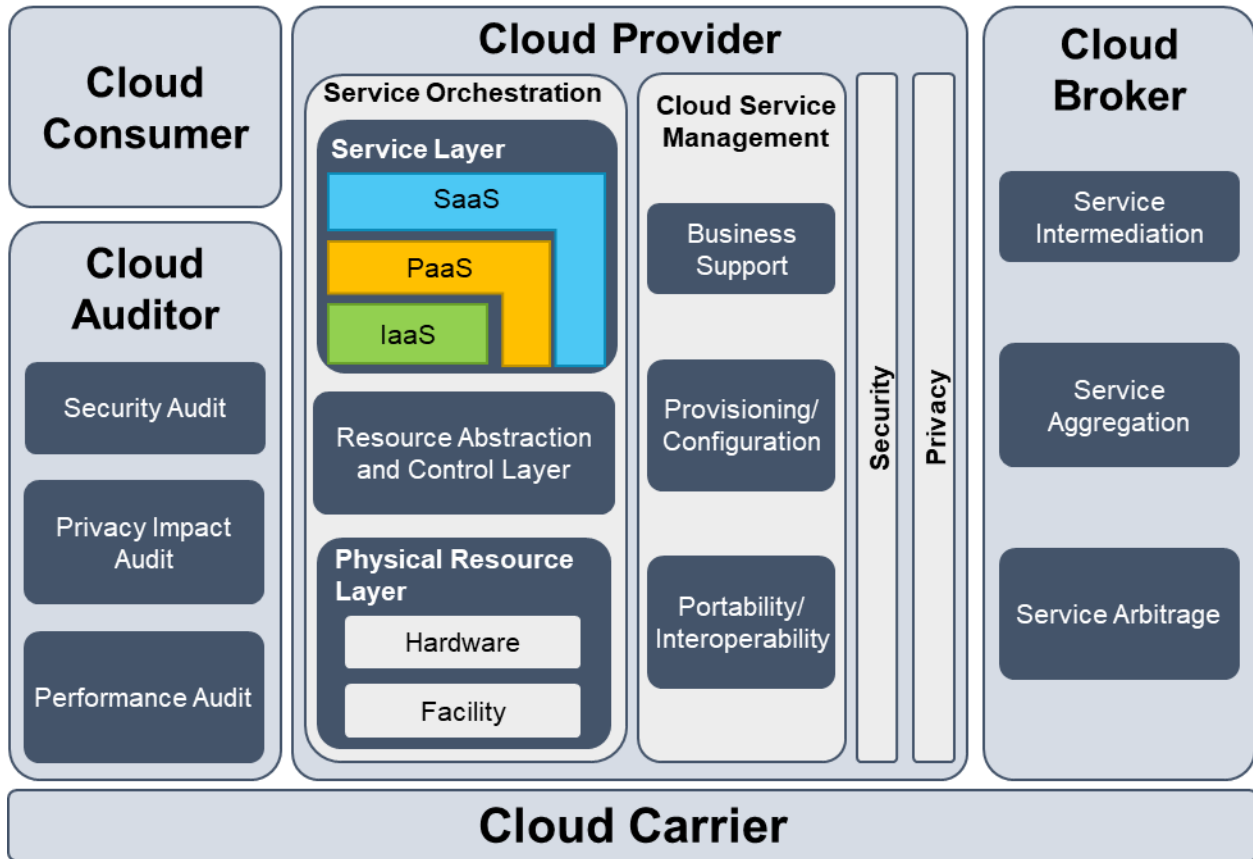 Cloud
Consumer
Cloud
Auditor
Security Audit
Privacy Impact
Audit
Performance Audit
Cloud Provider
Service Orchestration
Service Layer
SaaS
PaaS
IaaS
Resource Abstraction
and Control Layer
Physical Resource
Layer
Hardware
Facility
Cloud Service
Management
Business
Support
Provisioning/
Configuration
Portability/
Interoperability
Security
Privacy
Cloud
Broker
Service
Intermediation
Service
Aggregation
Service Arbitrage
Cloud Carrier